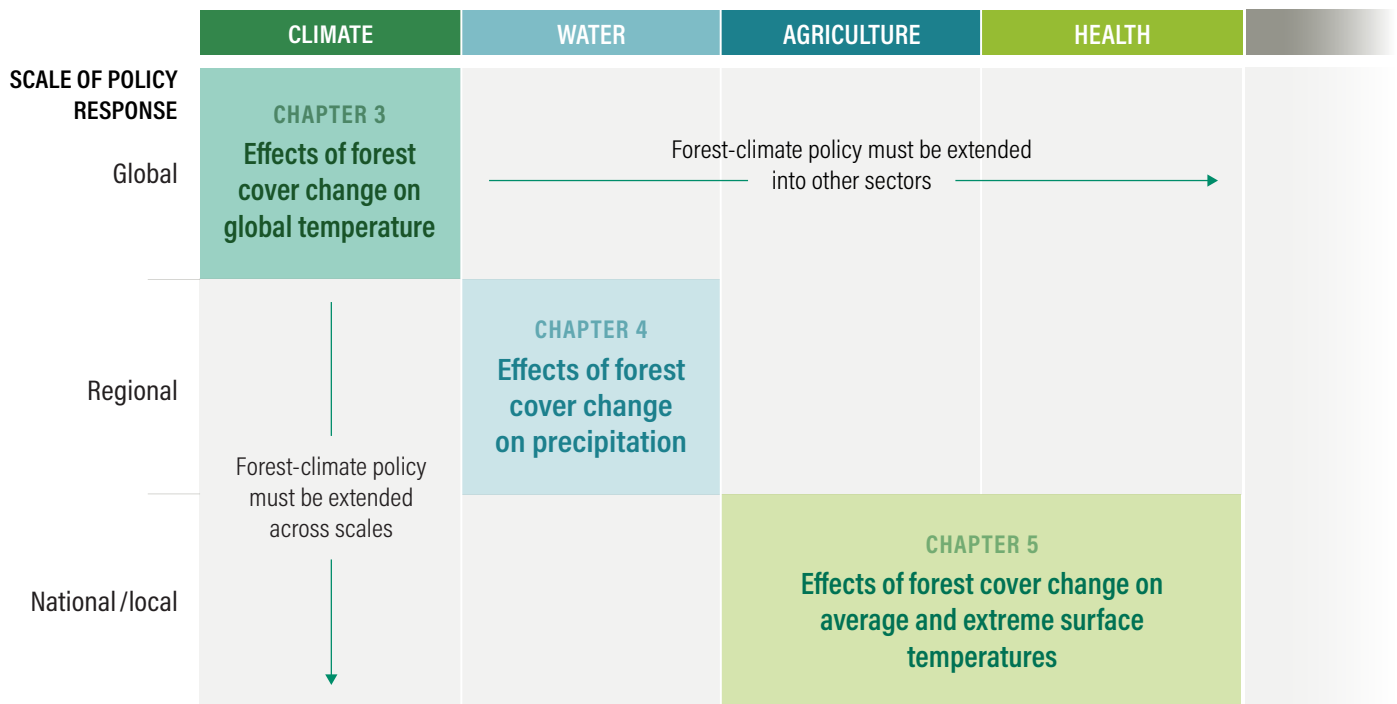 CLIMATE
WATER
AGRICULTURE
HEALTH
SCALE OF POLICY
RESPONSE
Global
CHAPTER 3
Effects of forest
cover change on
global temperature
Forest-climate policy must be extended
into other sectors
Regional
CHAPTER 4
Effects of forest
cover change
on precipitation
Forest-climate policy
must be extended
across scales
National/local
CHAPTER 5
Effects of forest cover change on
average and extreme surface
temperatures